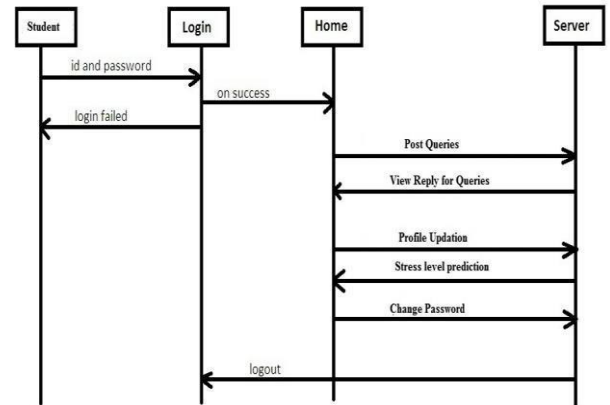 Student
Login
Home
Server
id and password
on success
login failed
Post Queries
View Reply for Queries
Profile Updation
Stress level prediction
Change Password
logout